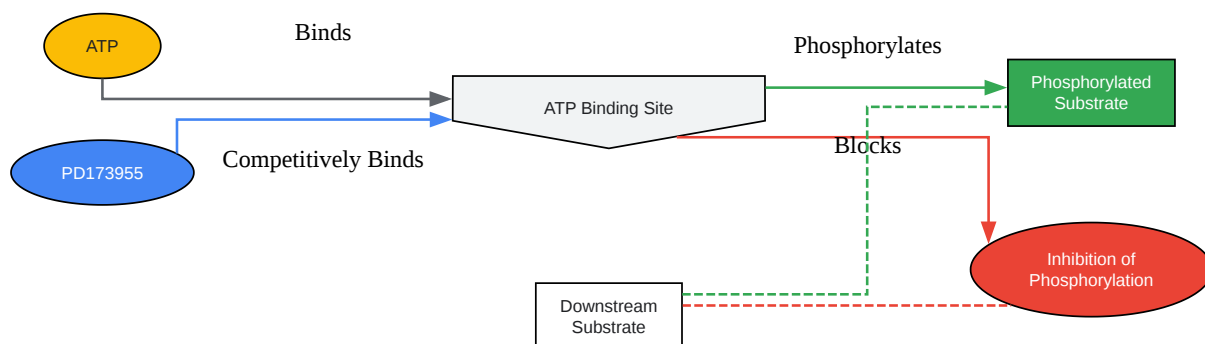 Binds
ATP
Phosphorylates
Phosphorylated
Substrate
ATP Binding Site
Blocks
Competitively Binds
PD173955
Inhibition of
Phosphorylation
Downstream
Substrate